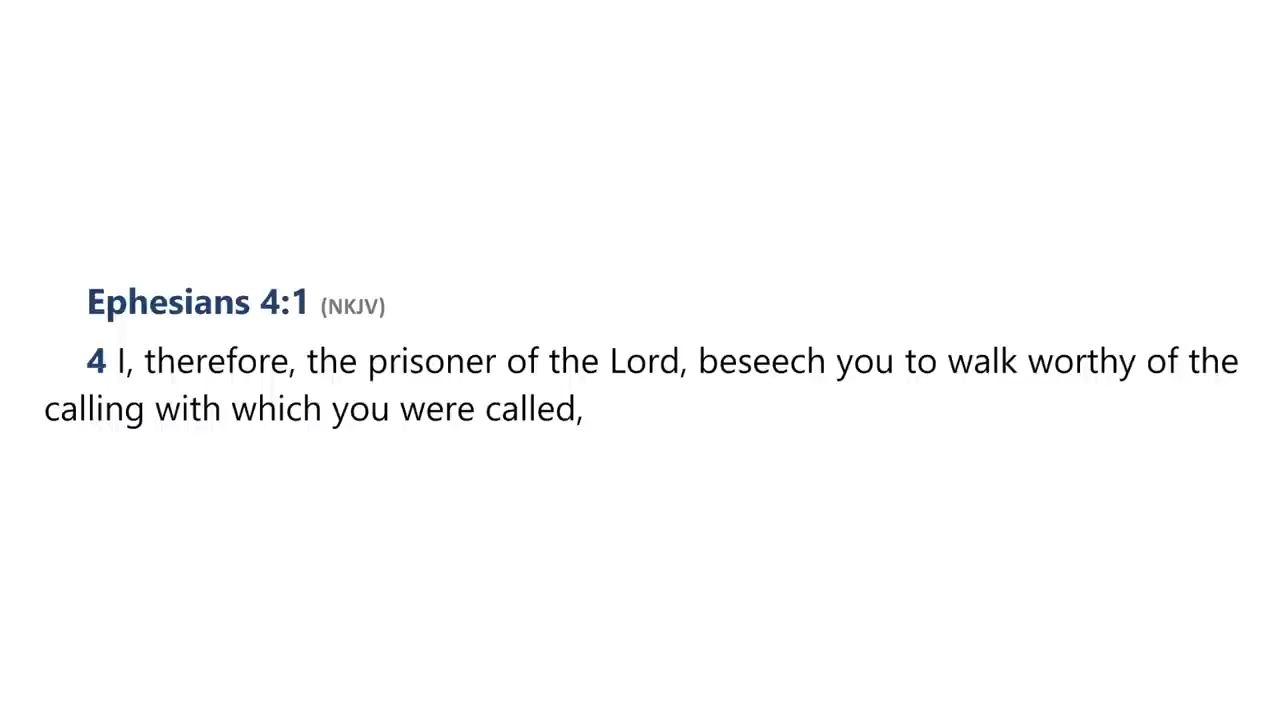 Ephesians 4:1 (NKJV)
4 I, therefore, the prisoner of the Lord, beseech you to walk worthy of the
calling with which you were called,